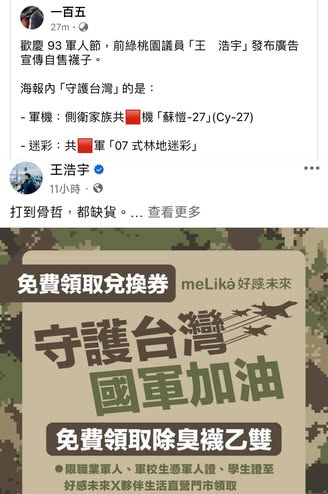 一百五
27m ·
歡慶 93 軍人節，前綠桃園議員「王 浩宇」發布廣告
宣傳自售襪子。
海報內「守護台灣」的是：
- 軍機：側衛家族共🟥機「蘇愷-27」(Cy-27)
- 迷彩：共🟥軍「07 式林地迷彩」
王浩宇
11小時 ·
打到骨哲，都缺貨。... 查看更多
免費領取兌換券
meLikə 好感未來
守護台灣
國軍加油
免費領取除臭襪乙雙
●限職業軍人、軍校生憑軍人證、學生證至
好感未來X夥伴生活直營門市領取